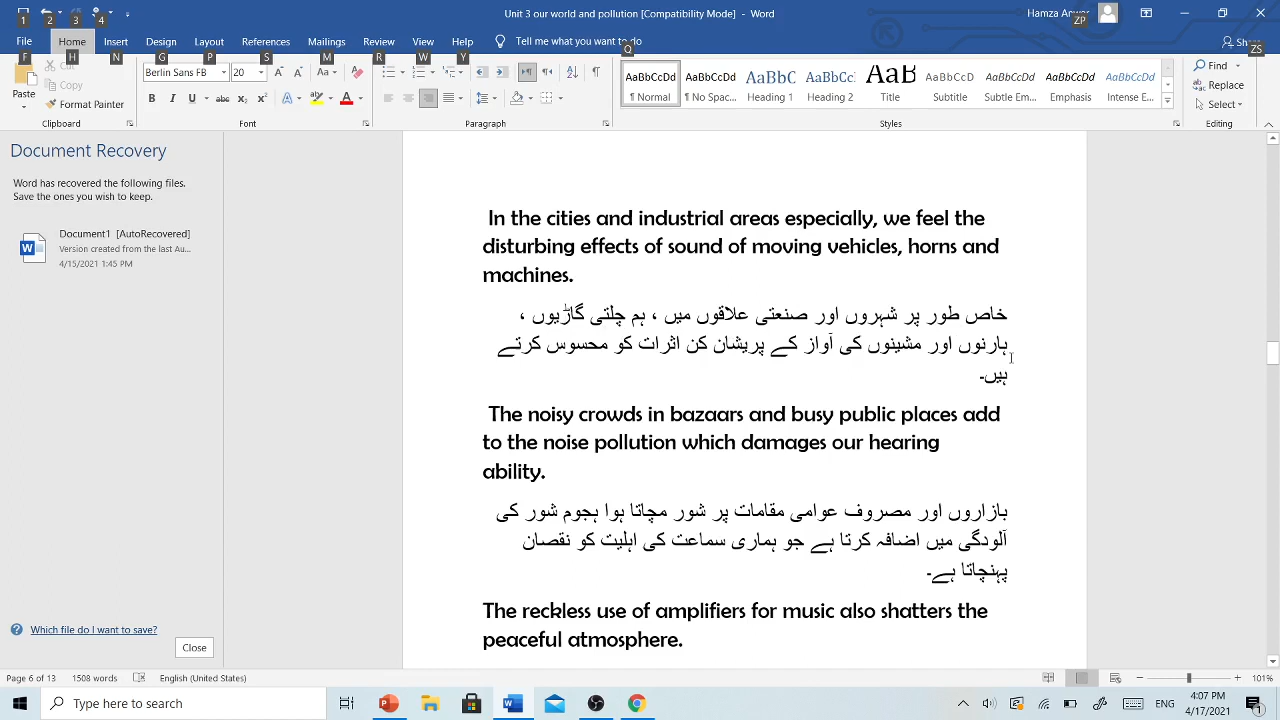 1 2 3 4
Unit 3 our world and pollution [Compatibility Mode] - Word
Hamza A
ZP
File Home Insert Design Layout References Mailings Review View Help Tell me what you want to do
Share
F H N G P S M R W Y Q ZS
Paste
Cut
Copy
Format Painter
Clipboard
Berlin Sans FB 20
Font
Paragraph
AaBbCcDd AaBbCcDd AaBbC AaBbCc AaB AaBbCcD AaBbCcDd AaBbCcDd AaBbCcDd
¶ Normal ¶ No Spac... Heading 1 Heading 2 Title Subtitle Subtle Em... Emphasis Intense E...
Styles
Find
Replace
Select
Editing
Document Recovery
Word has recovered the following files.
Save the ones you wish to keep.
Document1 [AutoRecovered]
Version created from the last Au...
4/15/2021 1:45 PM
Which file do I want to save?
Close
In the cities and industrial areas especially, we feel the
disturbing effects of sound of moving vehicles, horns and
machines.
خاص طور پر شہروں اور صنعتی علاقوں میں ، ہم چلتی گاڑیوں ،
ہارنوں اور مشینوں کی آواز کے پریشان کن اثرات کو محسوس کرتے
ہیں۔
The noisy crowds in bazaars and busy public places add
to the noise pollution which damages our hearing
ability.
بازاروں اور مصروف عوامی مقامات پر شور مچاتا ہوا ہجوم شور کی
آلودگی میں اضافہ کرتا ہے جو ہماری سماعت کی اہلیت کو نقصان
پہنچاتا ہے۔
The reckless use of amplifiers for music also shatters the
peaceful atmosphere.
Page 6 of 13 1508 words English (United States) 101%
Type here to search
ENG
4:07 PM
4/17/2021
1